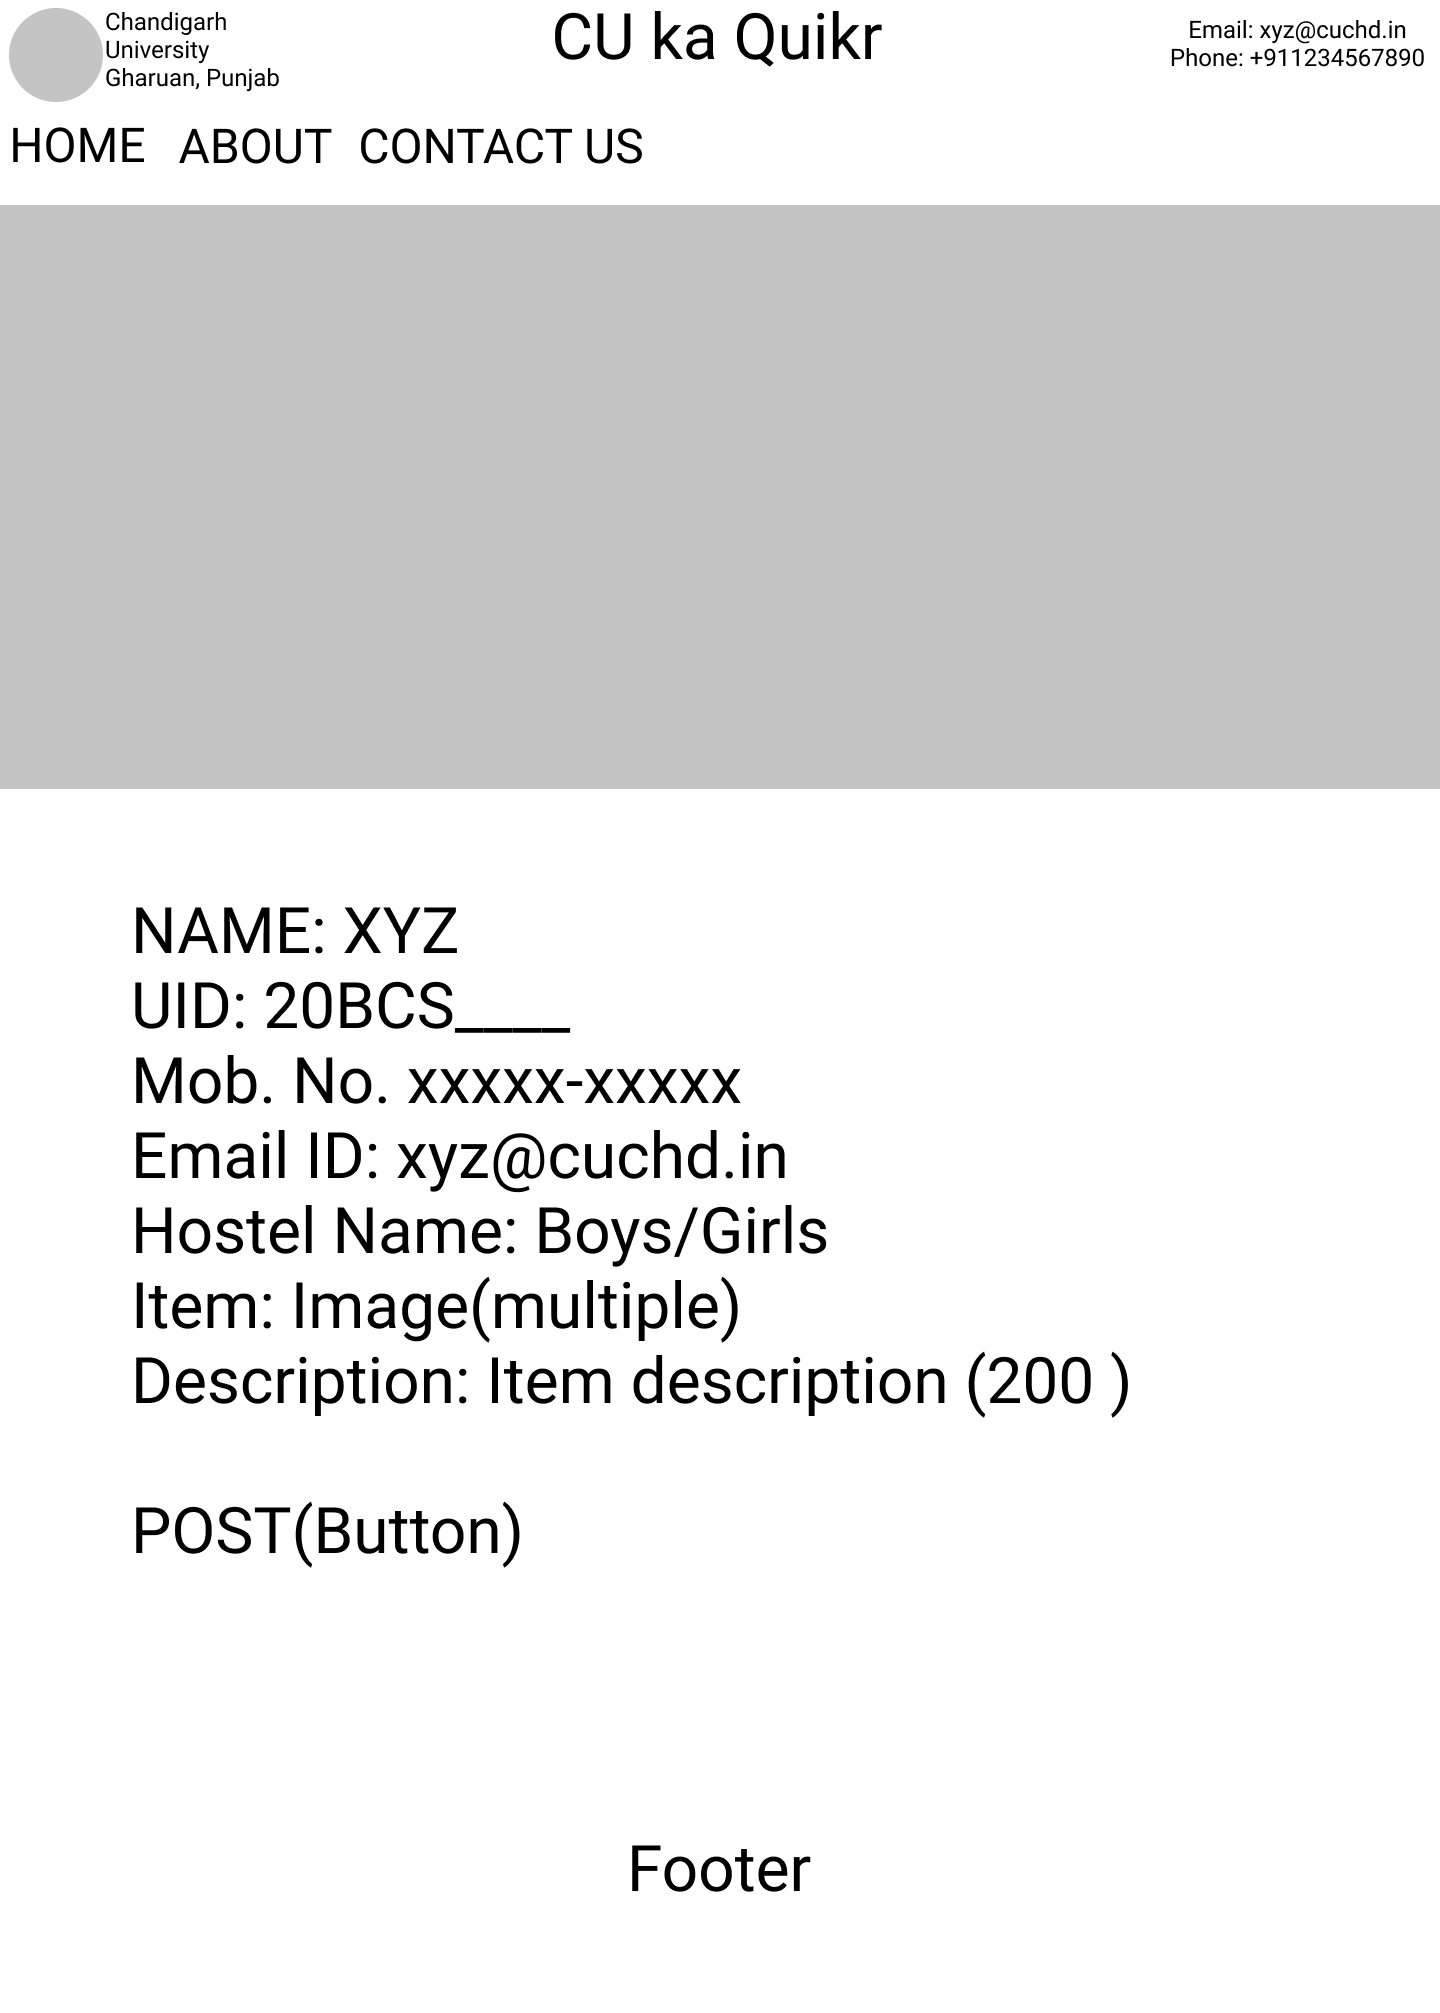 Chandigarh
University
Gharuan, Punjab
CU ka Quikr
Email: xyz@cuchd.in
Phone: +911234567890
HOME ABOUT CONTACT US
NAME: XYZ
UID: 20BCS____
Mob. No. xxxxx-xxxxx
Email ID: xyz@cuchd.in
Hostel Name: Boys/Girls
Item: Image(multiple)
Description: Item description (200 )
POST(Button)
Footer